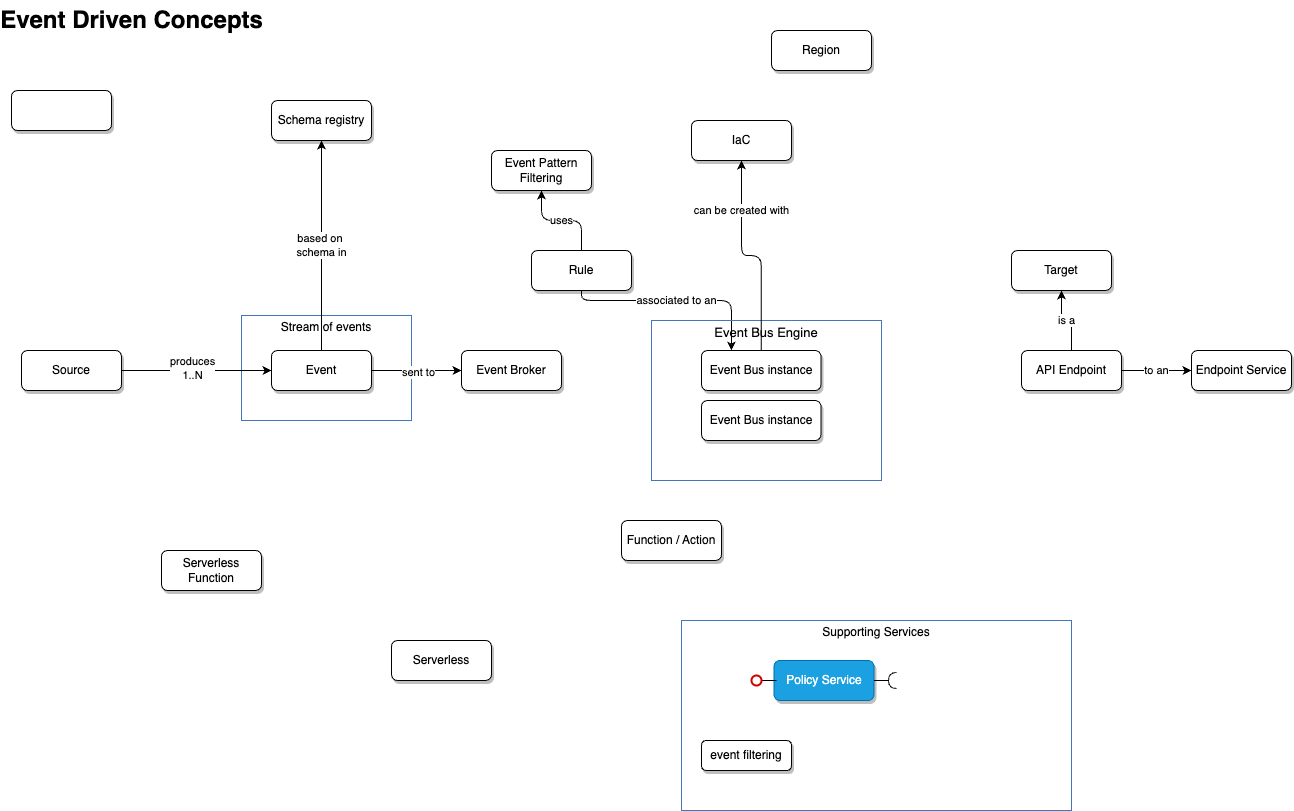 Event Driven Concepts
Region
Schema registry
IaC
Event Pattern
Filtering
can be created with
uses
based on
schema in
Rule
Target
associated to an
is a
Stream of events
Event Bus Engine
produces
1..N
Source
Event
sent to
Event Broker
Event Bus instance
API Endpoint
to an
Endpoint Service
Event Bus instance
Function / Action
Serverless
Function
Supporting Services
Serverless
Policy Service
event filtering